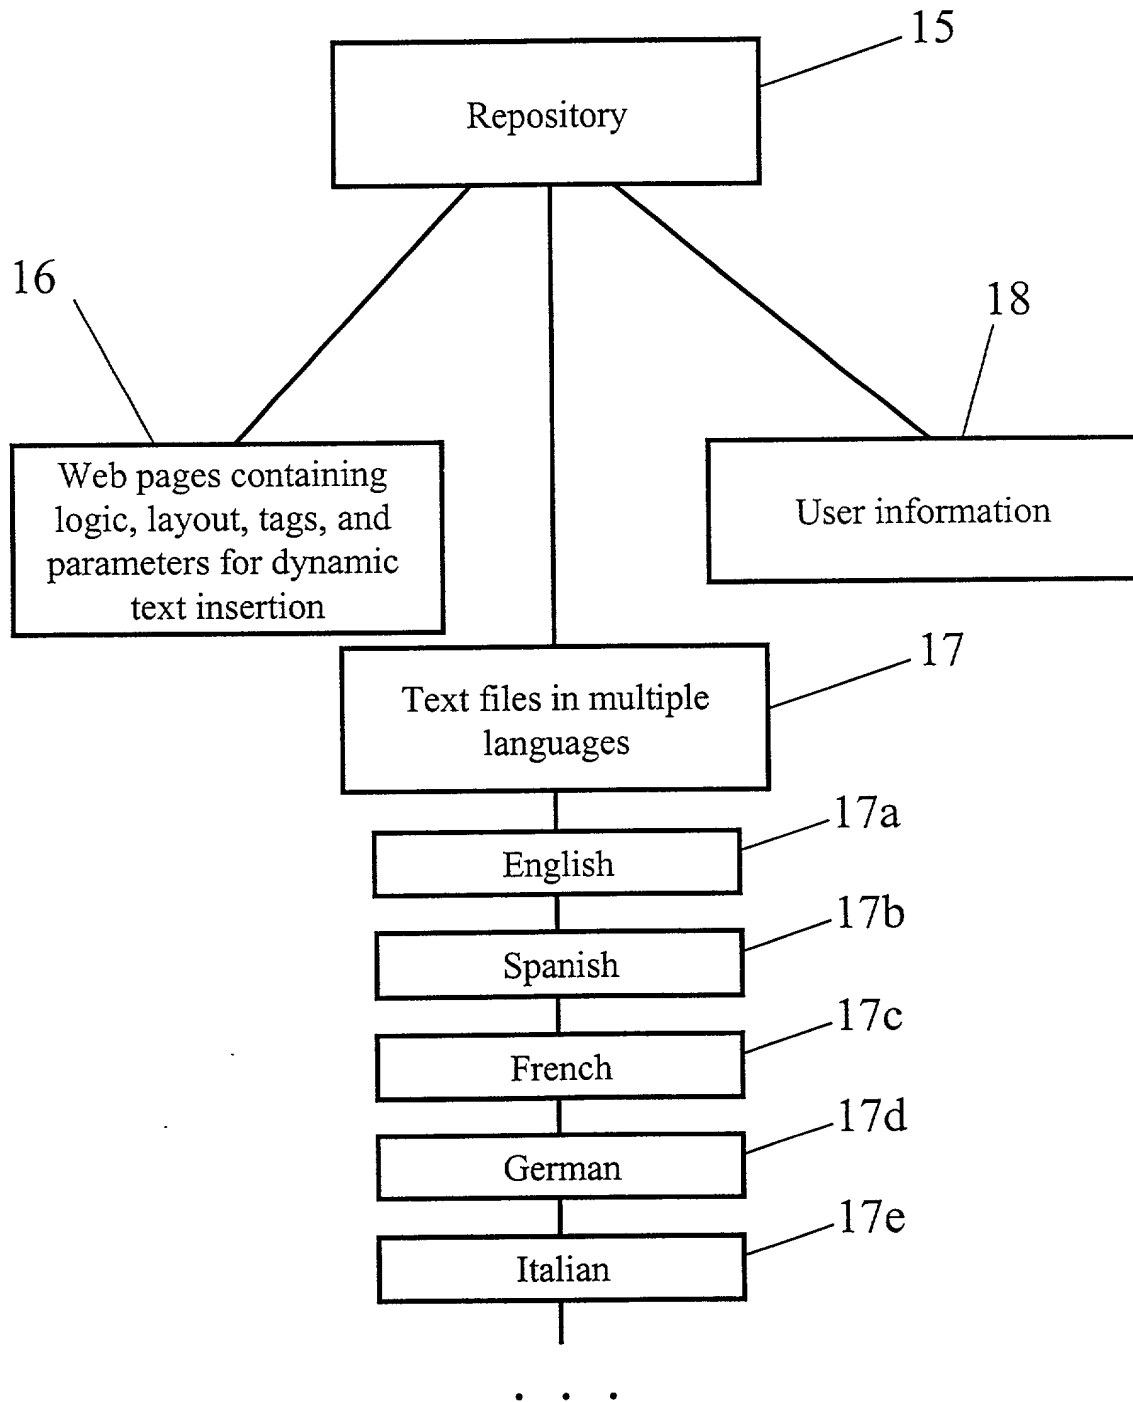 15
Repository
16
18
Web pages containing
logic, layout, tags, and
parameters for dynamic
text insertion
User information
17
Text files in multiple
languages
17a
English
17b
Spanish
17c
French
17d
German
17e
Italian
. . .